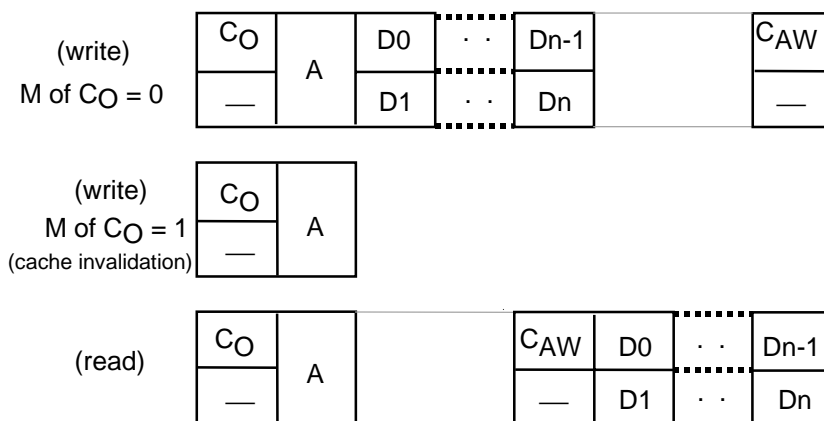 (write)
M of CO = 0
CO A D0 · · Dn-1 CAW
— D1 · · Dn —
(write)
M of CO = 1
(cache invalidation)
CO A
—
(read)
CO A CAW D0 · · Dn-1
— — D1 · · Dn